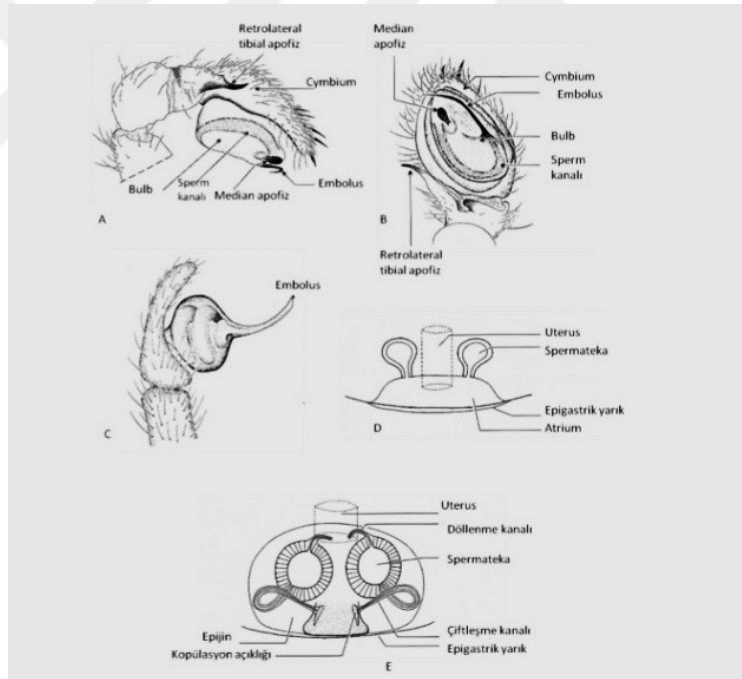 Retrolateral
tibial apofiz
Cymbium
Bulb
Sperm
kanalı
Median apofiz
Embolus
A
Median
apofiz
Cymbium
Embolus
Bulb
Sperm
kanalı
B
Retrolateral
tibial apofiz
Embolus
C
Uterus
Spermateka
Epigastrik yarık
Atrium
D
Uterus
Döllenme kanalı
Spermateka
Çiftleşme kanalı
Epigastrik yarık
Epijin
Kopülasyon açıklığı
E